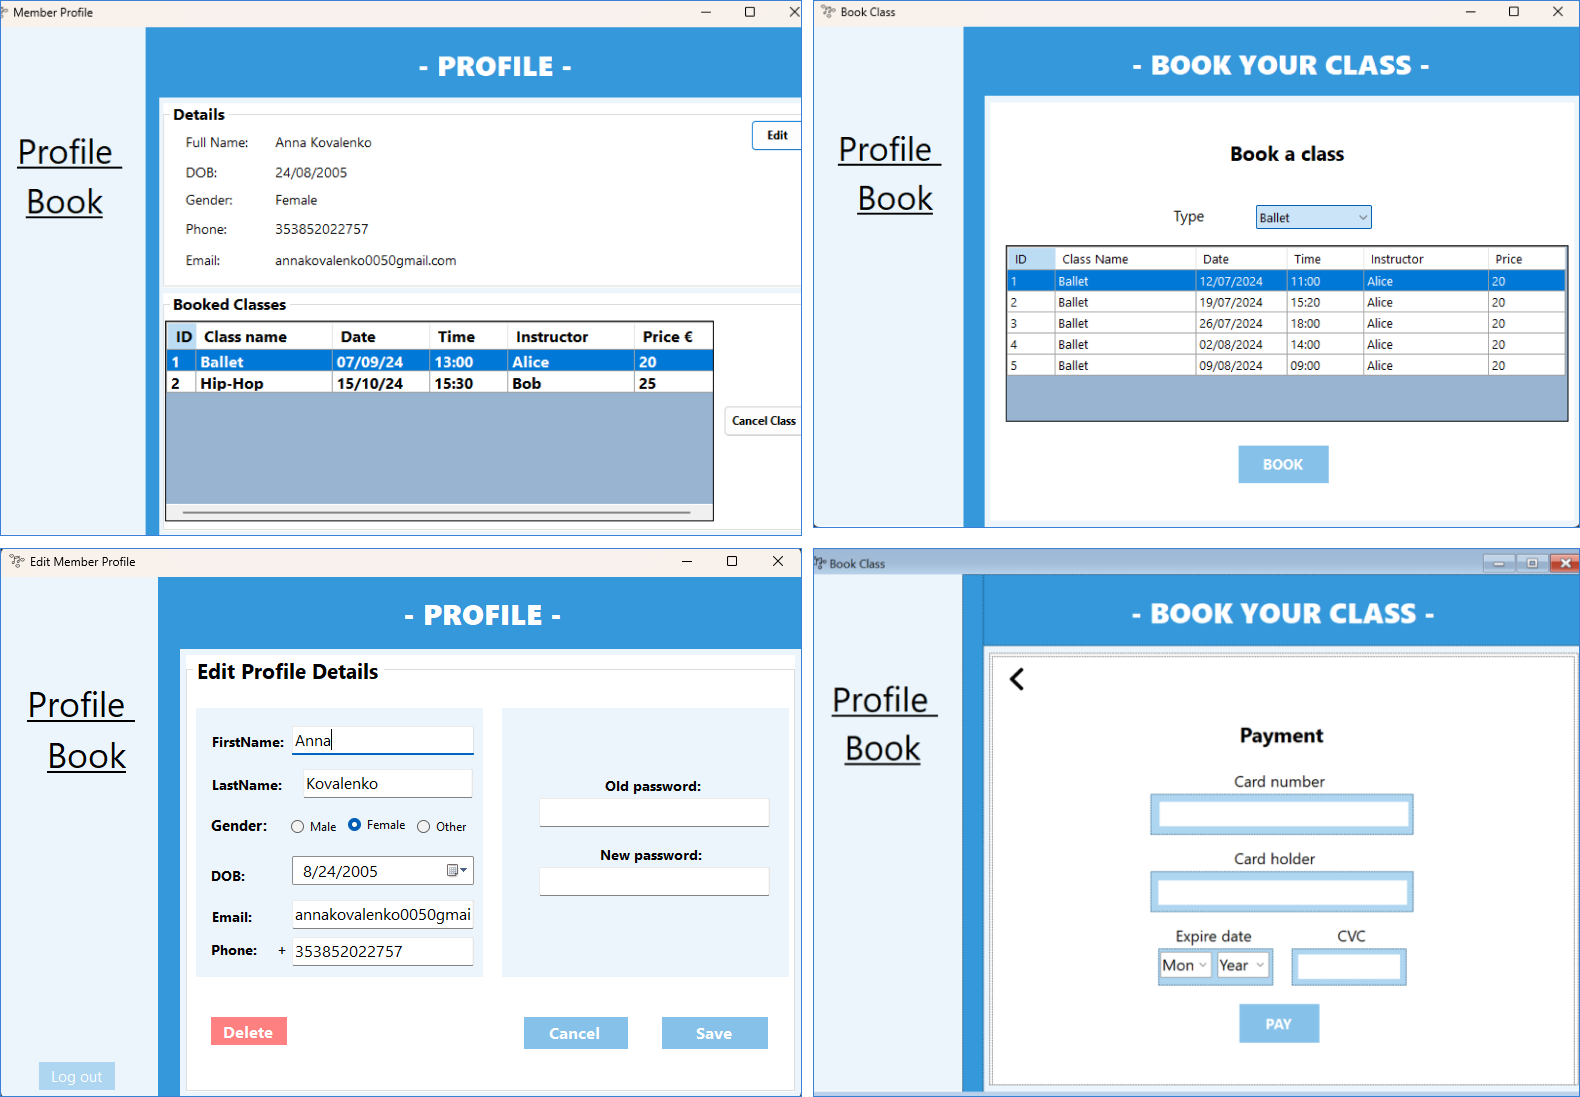 Member Profile
- PROFILE -
Profile
Book
Details
Edit
Full Name: Anna Kovalenko
DOB: 24/08/2005
Gender: Female
Phone: 353852022757
Email: annakovalenko0050gmail.com
Booked Classes
ID Class name Date Time Instructor Price €
1 Ballet 07/09/24 13:00 Alice 20
2 Hip-Hop 15/10/24 15:30 Bob 25
Cancel Class
Book Class
- BOOK YOUR CLASS -
Profile
Book
Book a class
Type Ballet
ID Class Name Date Time Instructor Price
1 Ballet 12/07/2024 11:00 Alice 20
2 Ballet 19/07/2024 15:20 Alice 20
3 Ballet 26/07/2024 18:00 Alice 20
4 Ballet 02/08/2024 14:00 Alice 20
5 Ballet 09/08/2024 09:00 Alice 20
BOOK
Edit Member Profile
- PROFILE -
Profile
Book
Edit Profile Details
FirstName: Anna
LastName: Kovalenko
Gender: Male Female Other
DOB: 8/24/2005
Email: annakovalenko0050gmai
Phone: + 353852022757
Old password:
New password:
Delete
Cancel
Save
Log out
Book Class
- BOOK YOUR CLASS -
Profile
Book
Payment
Card number
Card holder
Expire date CVC
Mon Year
PAY